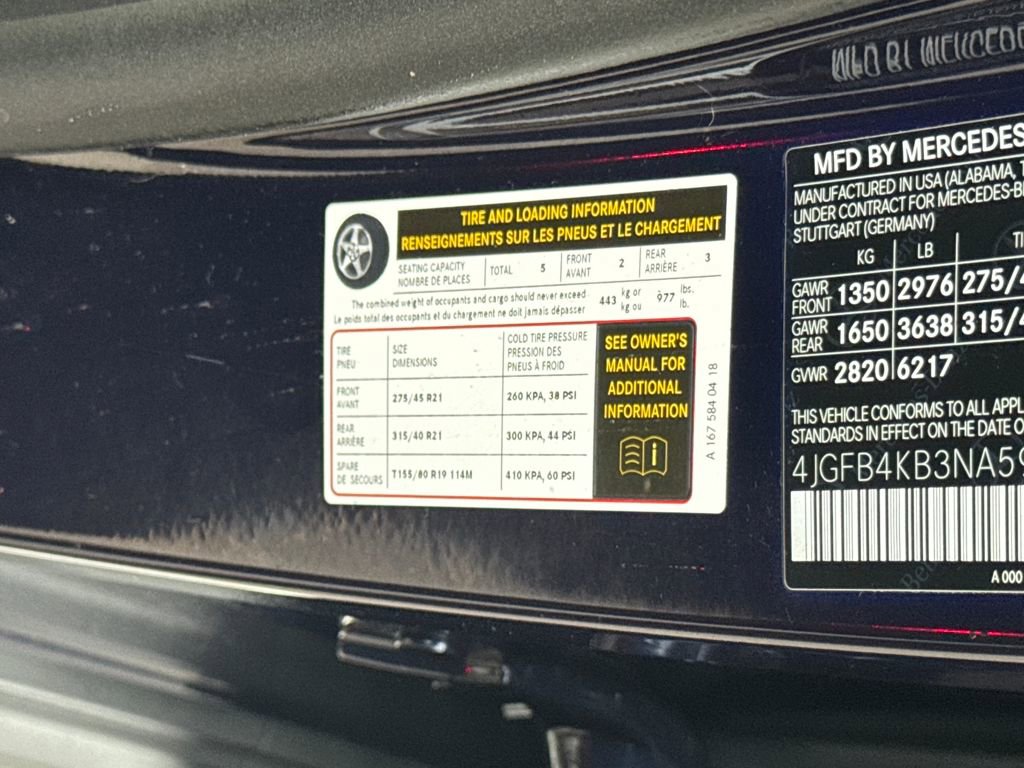 TIRE AND LOADING INFORMATION
RENSEIGNEMENTS SUR LES PNEUS ET LE CHARGEMENT
SEATING CAPACITY
NOMBRE DE PLACES
TOTAL 5
FRONT
AVANT
2
REAR
ARRIÈRE
3
The combined weight of occupants and cargo should never exceed
Le poids total des occupants et du chargement ne doit jamais dépasser
443
kg or
kg ou
977
lbs.
lb.
TIRE
PNEU
SIZE
DIMENSIONS
COLD TIRE PRESSURE
PRESSION DES
PNEUS À FROID
FRONT
AVANT
275/45 R21
260 KPA, 38 PSI
REAR
ARRIÈRE
315/40 R21
300 KPA, 44 PSI
SPARE
DE SECOURS
T155/80 R19 114M
410 KPA, 60 PSI
SEE OWNER'S
MANUAL FOR
ADDITIONAL
INFORMATION
A 167 584 04 18
MFD BY MERCEDES
MANUFACTURED IN USA (ALABAMA, T
UNDER CONTRACT FOR MERCEDES-B
STUTTGART (GERMANY)
KG LB TI
GAWR
FRONT
1350 2976 275/4
GAWR
REAR
1650 3638 315/4
GVWR 2820 6217
THIS VEHICLE CONFORMS TO ALL APPL
STANDARDS IN EFFECT ON THE DATE O
4JGFB4KB3NA59
A 000